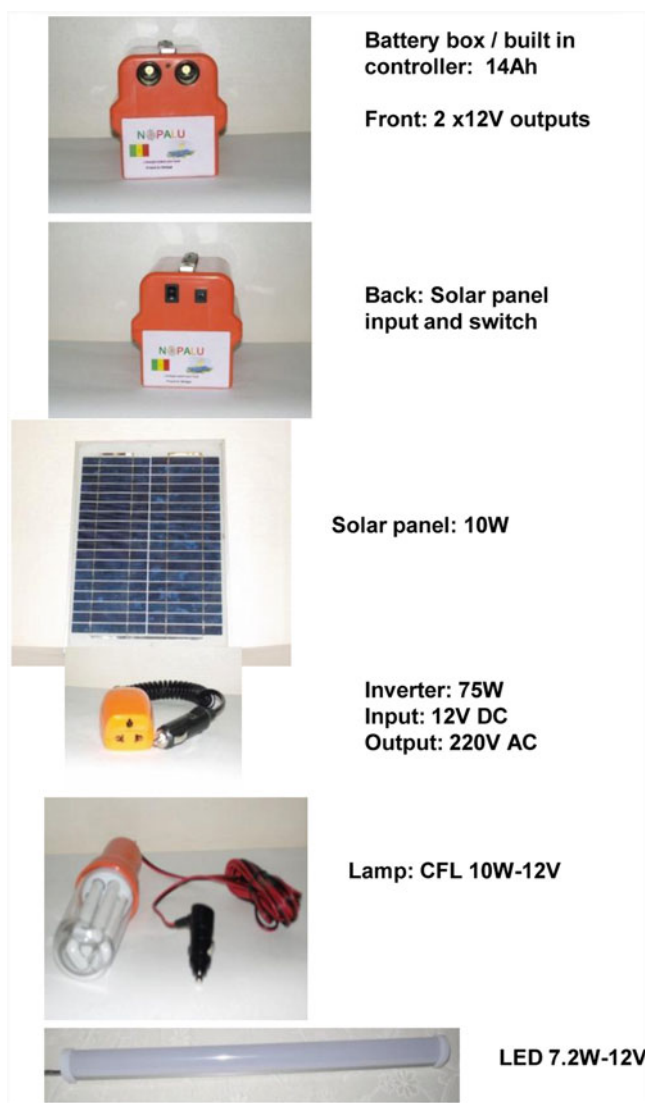 Battery box / built in
controller: 14Ah
Front: 2 x12V outputs
NOPALU
Back: Solar panel
input and switch
NOPALU
Solar panel: 10W
Inverter: 75W
Input: 12V DC
Output: 220V AC
Lamp: CFL 10W-12V
LED 7.2W-12V